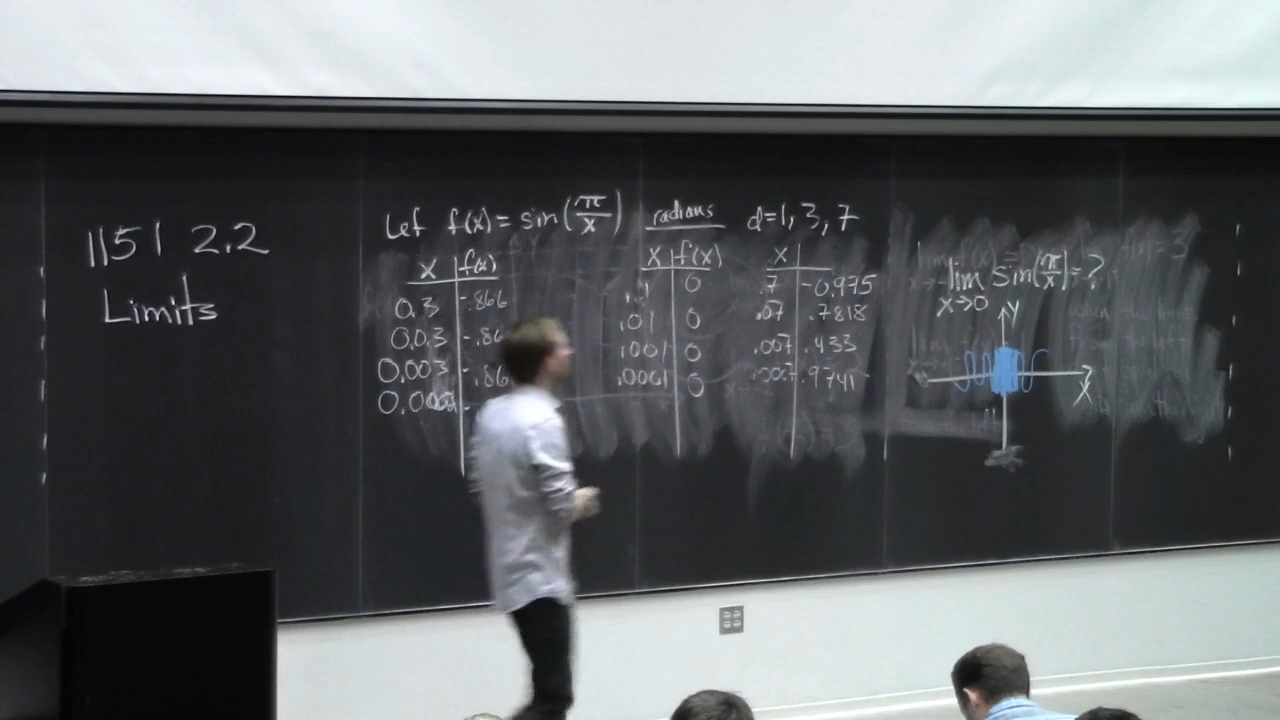 1151 2.2
Limits
Let f(x) = sin(π/x) radians d=1, 3, 7
x f(x)
0.3 -.866
0.03 -.86
0.003 -.86
x f(x)
.1 0
.01 0
.001 0
.0001 0
x
.7 -0.975
.07 .7818
.007 .433
.0007 .9741
lim sin(π/x) = ?
x→0
y
x